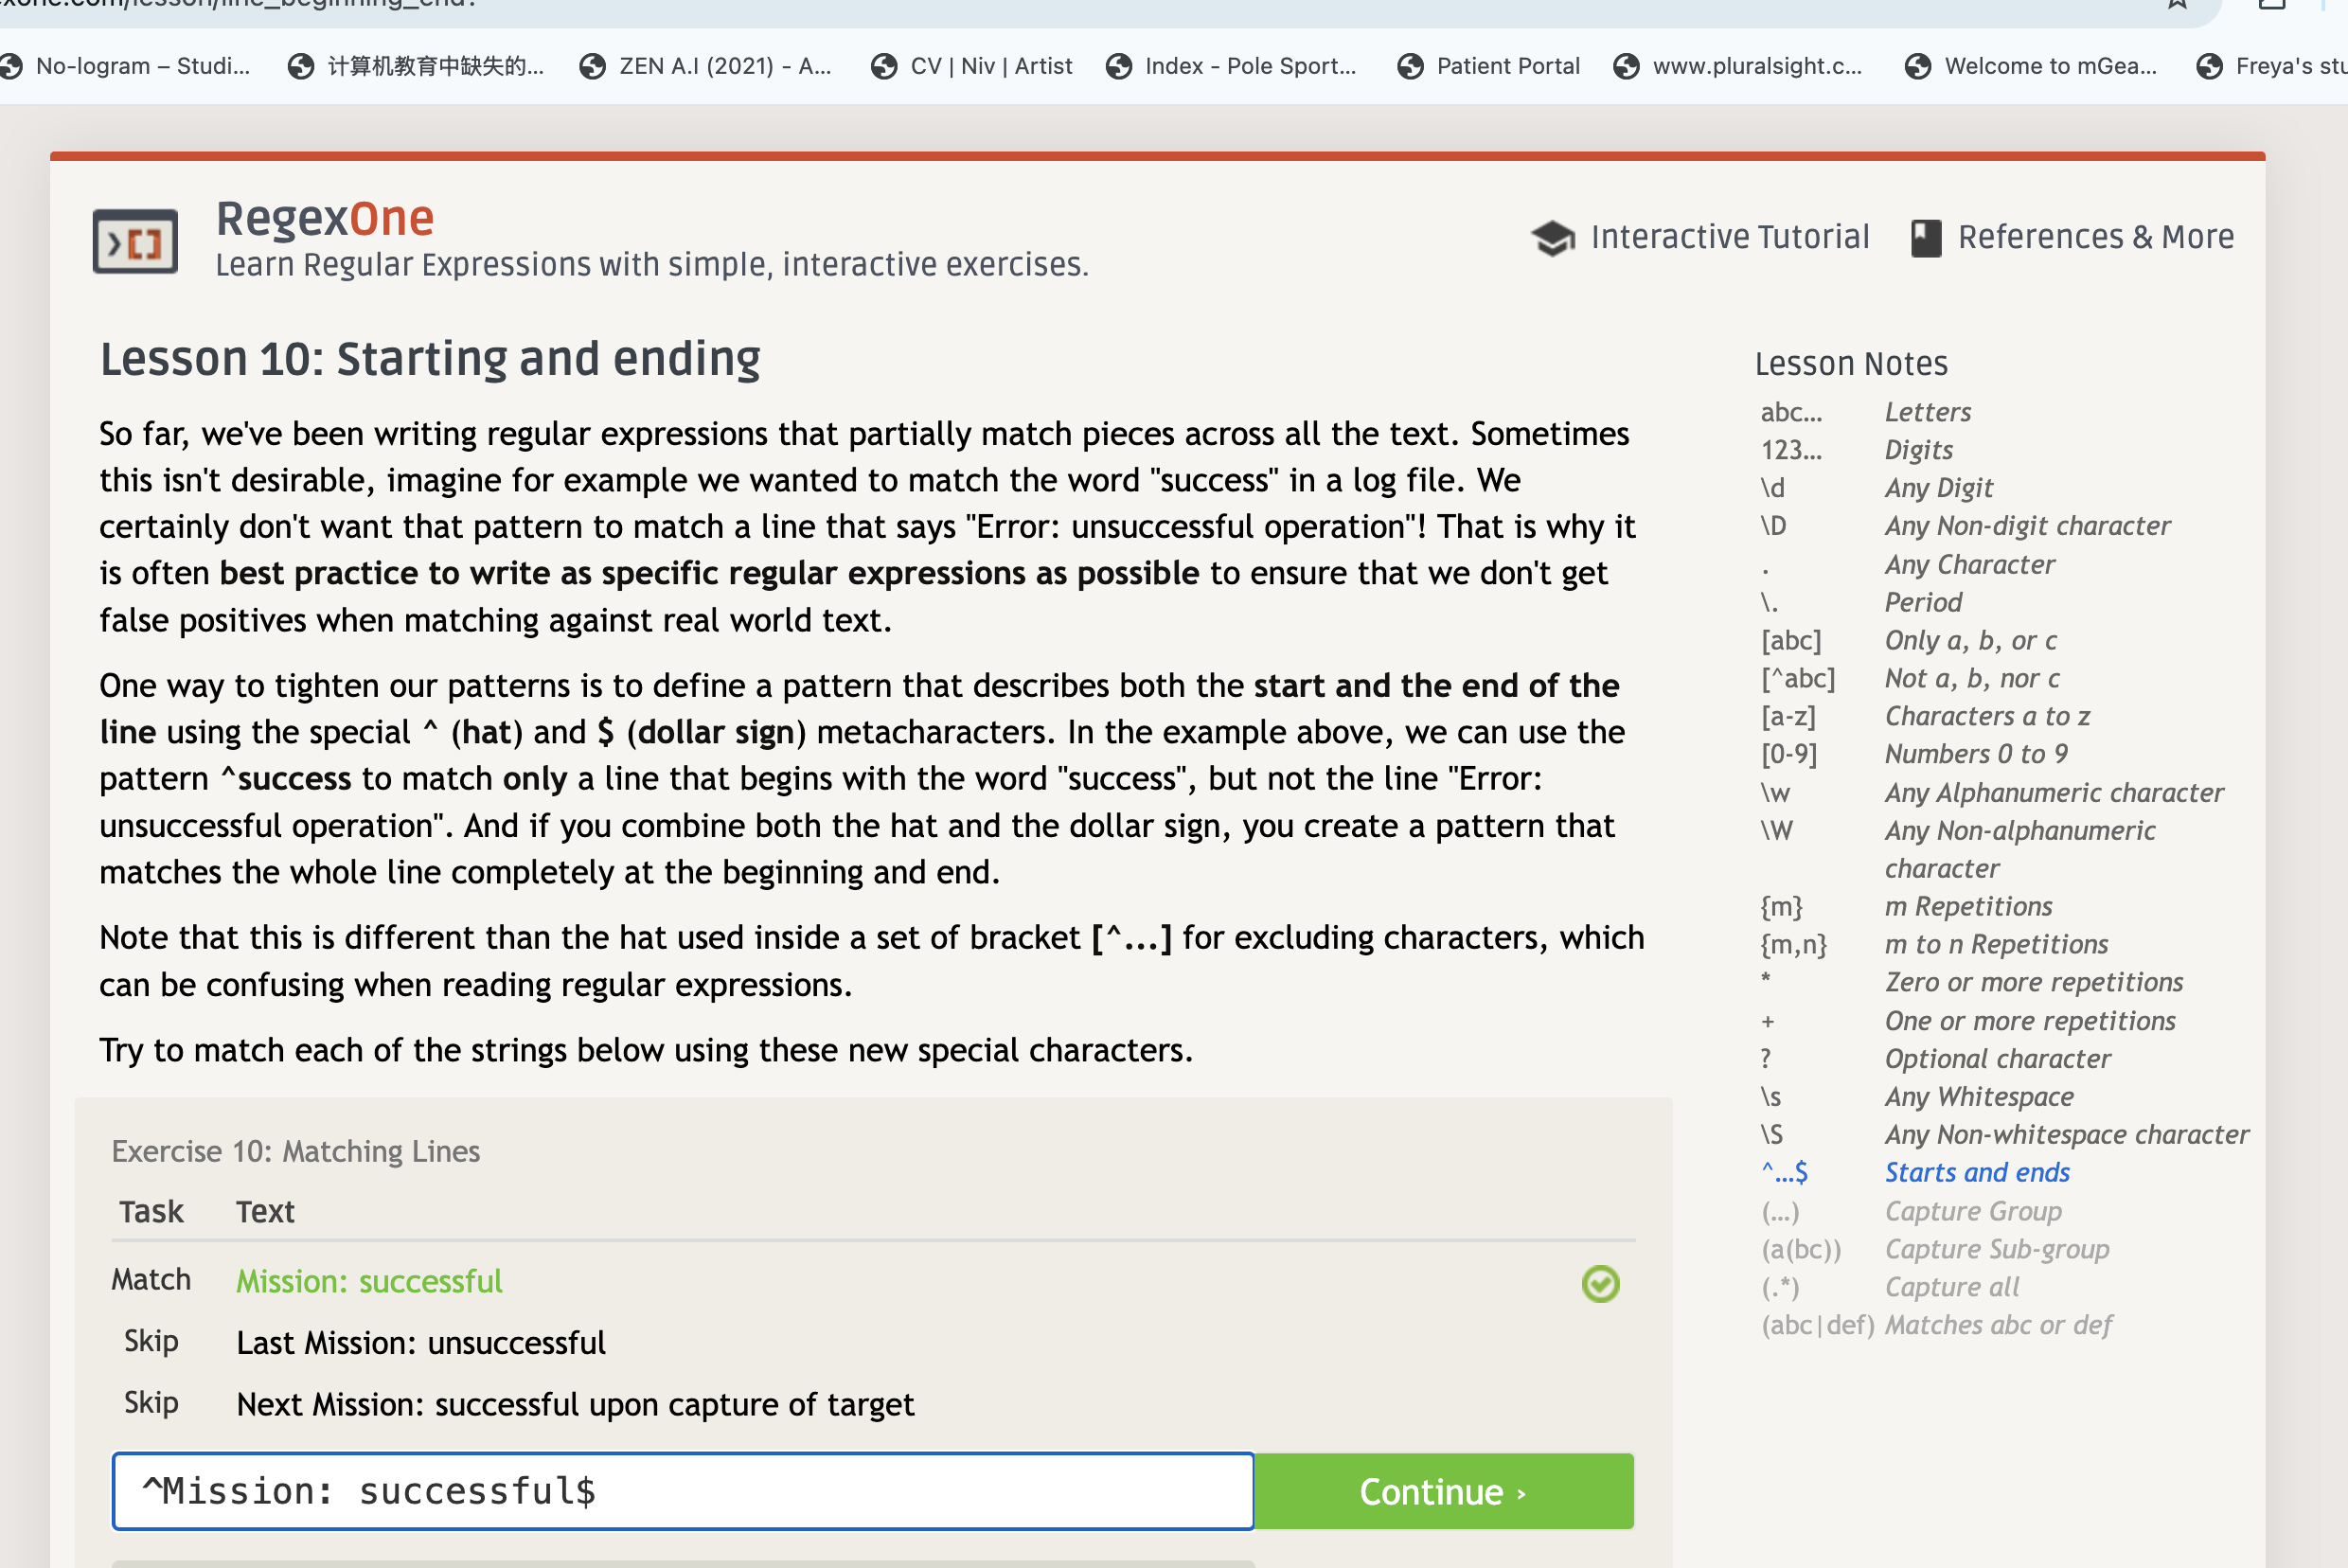 No-logram – Studi...
计算机教育中缺失的...
ZEN A.I (2021) - A...
CV | Niv | Artist
Index - Pole Sport...
Patient Portal
www.pluralsight.c...
Welcome to mGea...
RegexOne
Learn Regular Expressions with simple, interactive exercises.
Interactive Tutorial
References & More
Lesson 10: Starting and ending
So far, we've been writing regular expressions that partially match pieces across all the text. Sometimes
this isn't desirable, imagine for example we wanted to match the word "success" in a log file. We
certainly don't want that pattern to match a line that says "Error: unsuccessful operation"! That is why it
is often best practice to write as specific regular expressions as possible to ensure that we don't get
false positives when matching against real world text.
One way to tighten our patterns is to define a pattern that describes both the start and the end of the
line using the special ^ (hat) and $ (dollar sign) metacharacters. In the example above, we can use the
pattern ^success to match only a line that begins with the word "success", but not the line "Error:
unsuccessful operation". And if you combine both the hat and the dollar sign, you create a pattern that
matches the whole line completely at the beginning and end.
Note that this is different than the hat used inside a set of bracket [^...] for excluding characters, which
can be confusing when reading regular expressions.
Try to match each of the strings below using these new special characters.
Exercise 10: Matching Lines
Task Text
Match Mission: successful
Skip Last Mission: unsuccessful
Skip Next Mission: successful upon capture of target
^Mission: successful$
Continue ›
Lesson Notes
abc… Letters
123… Digits
\d Any Digit
\D Any Non-digit character
. Any Character
\. Period
[abc] Only a, b, or c
[^abc] Not a, b, nor c
[a-z] Characters a to z
[0-9] Numbers 0 to 9
\w Any Alphanumeric character
\W Any Non-alphanumeric
character
{m} m Repetitions
{m,n} m to n Repetitions
* Zero or more repetitions
+ One or more repetitions
? Optional character
\s Any Whitespace
\S Any Non-whitespace character
^…$ Starts and ends
(…) Capture Group
(a(bc)) Capture Sub-group
(.*) Capture all
(abc|def) Matches abc or def